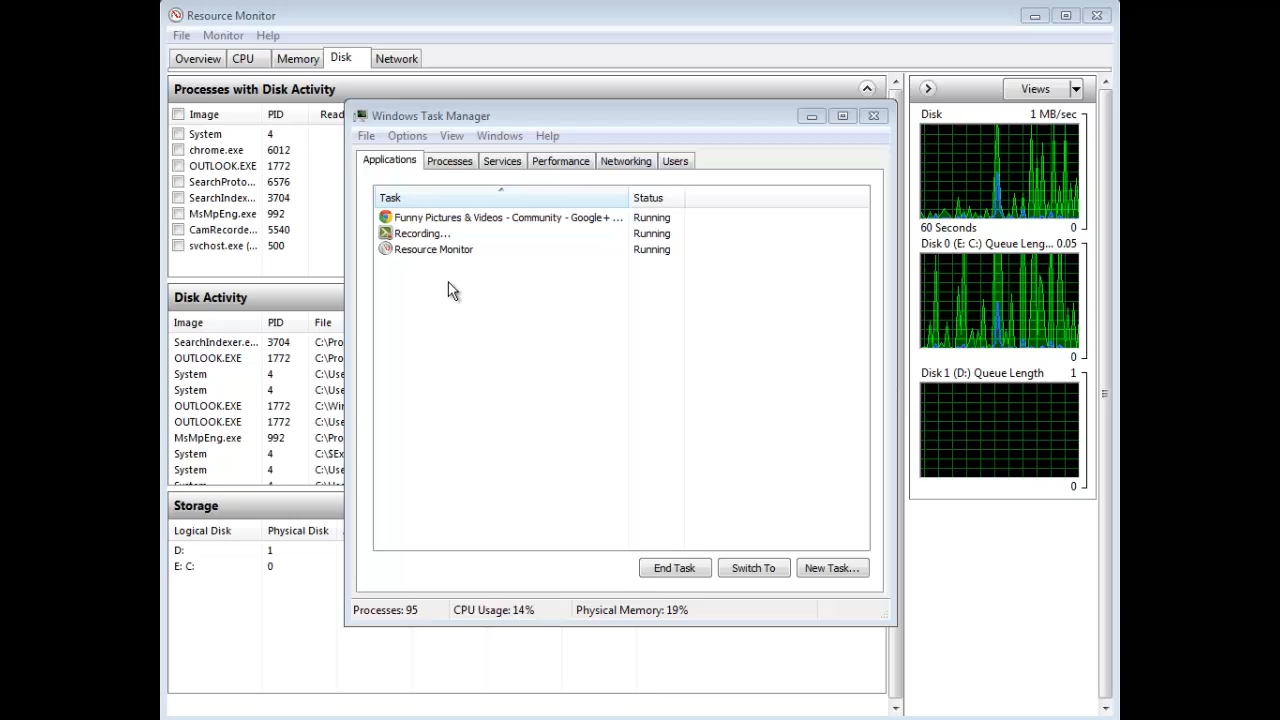 Resource Monitor
File Monitor Help
Overview CPU Memory Disk Network
Processes with Disk Activity
Image PID Read
System 4
chrome.exe 6012
OUTLOOK.EXE 1772
SearchProto... 6576
SearchIndex... 3704
MsMpEng.exe 992
CamRecorde... 5540
svchost.exe (... 500
Disk Activity
Image PID File
SearchIndexer.e... 3704 C:\Pro
OUTLOOK.EXE 1772 C:\Pro
System 4 C:\Use
System 4 C:\Use
OUTLOOK.EXE 1772 C:\Wir
OUTLOOK.EXE 1772 C:\Use
MsMpEng.exe 992 C:\Pro
System 4 C:\$Ex
System 4 C:\Use
Storage
Logical Disk Physical Disk
D: 1
E: C: 0
Windows Task Manager
File Options View Windows Help
Applications Processes Services Performance Networking Users
Task Status
Funny Pictures & Videos - Community - Google+ ... Running
Recording... Running
Resource Monitor Running
End Task Switch To New Task...
Processes: 95 CPU Usage: 14% Physical Memory: 19%
Views
Disk 1 MB/sec
60 Seconds 0
Disk 0 (E: C:) Queue Leng... 0.05
0
Disk 1 (D:) Queue Length 1
0